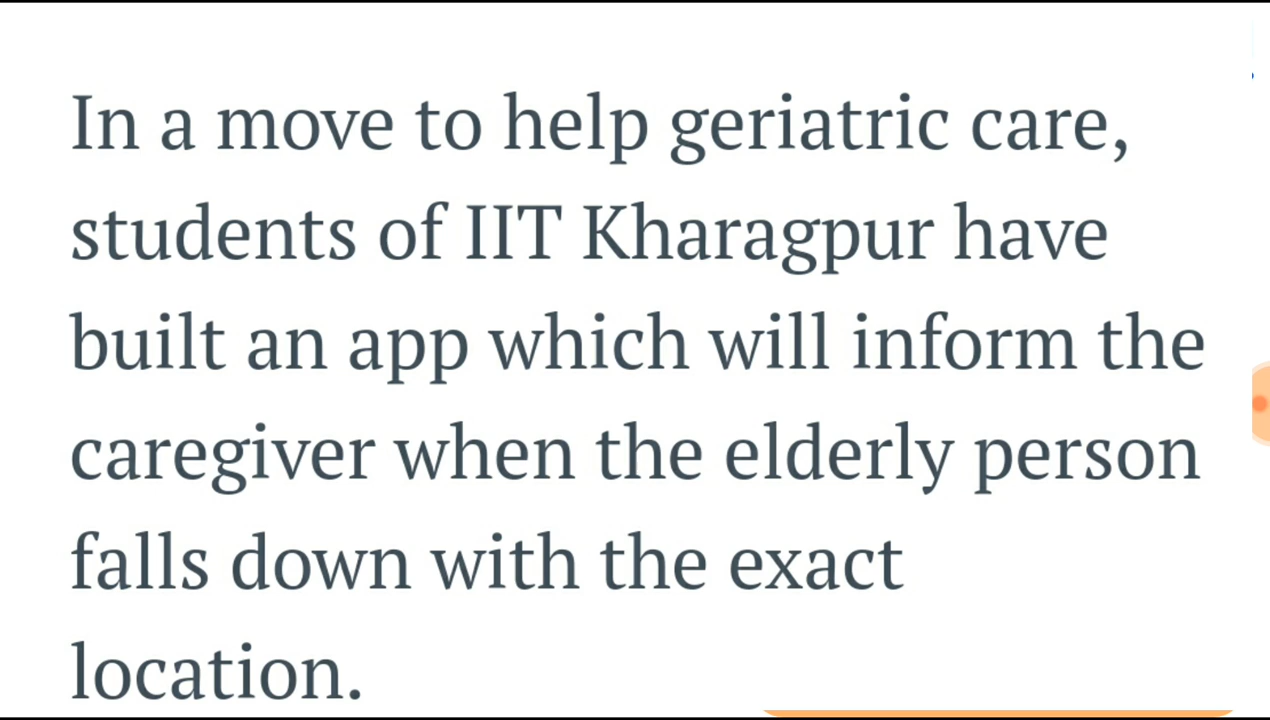 In a move to help geriatric care,
students of IIT Kharagpur have
built an app which will inform the
caregiver when the elderly person
falls down with the exact
location.